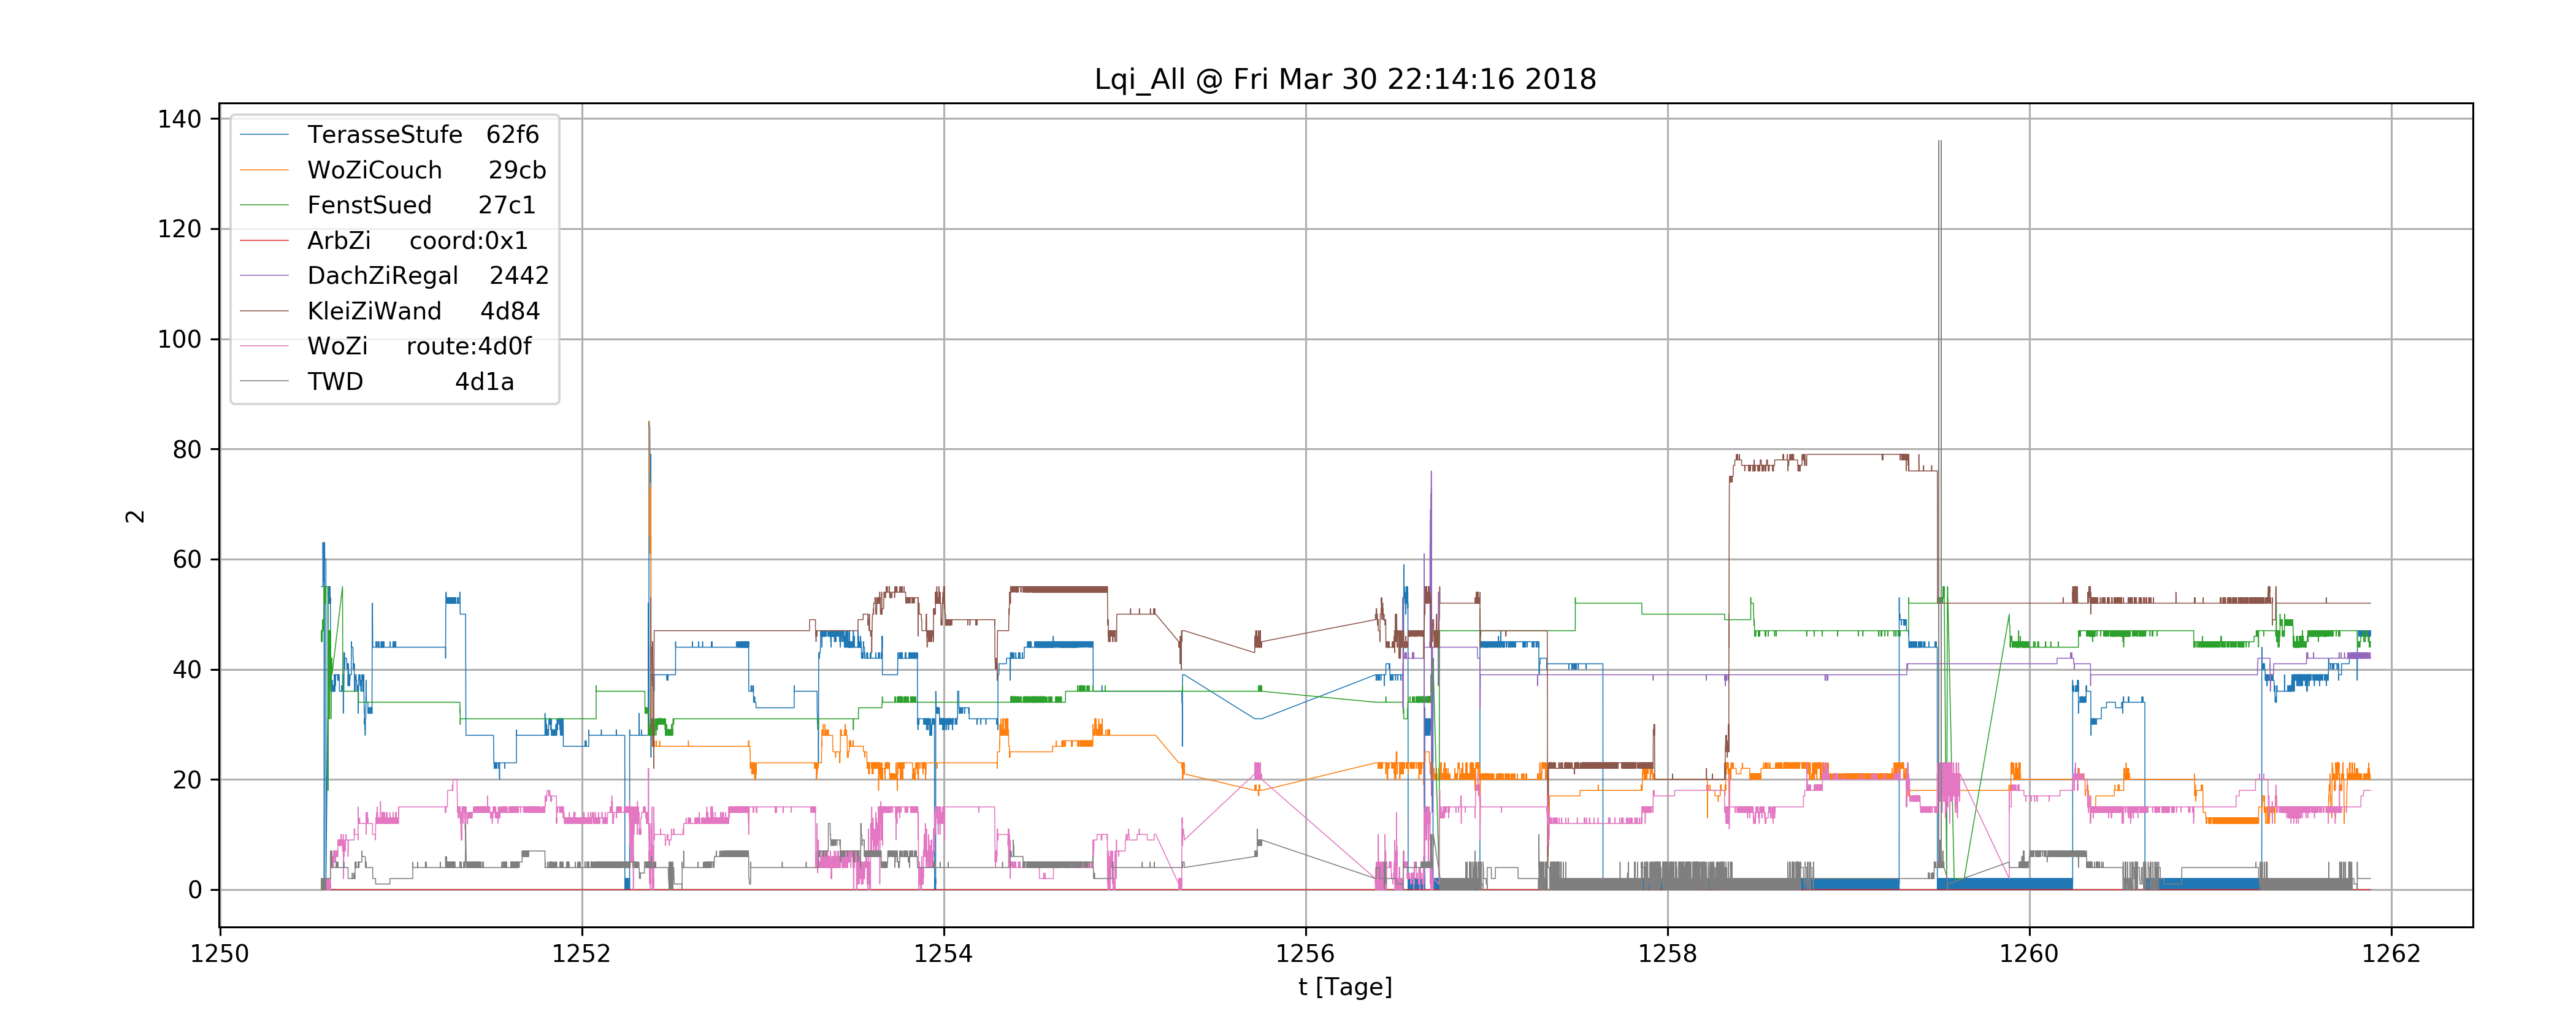 Lqi_All @ Fri Mar 30 22:14:16 2018
140
120
100
80
60
40
20
0
2
TerasseStufe 62f6
WoZiCouch 29cb
FenstSued 27c1
ArbZi coord:0x1
DachZiRegal 2442
KleiZiWand 4d84
WoZi route:4d0f
TWD 4d1a
1250 1252 1254 1256 1258 1260 1262
t [Tage]